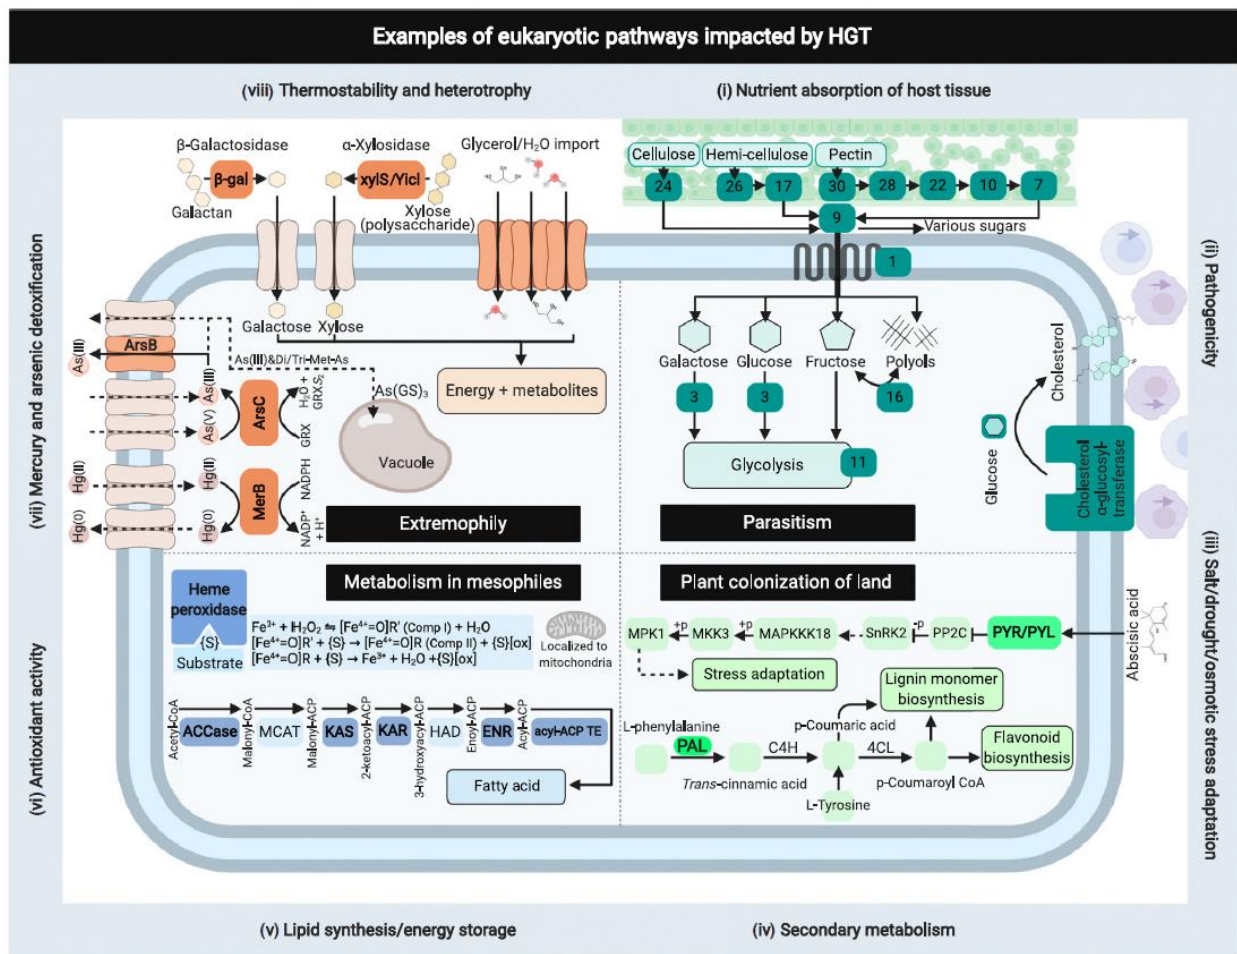 Examples of eukaryotic pathways impacted by HGT
(viii) Thermostability and heterotrophy
(i) Nutrient absorption of host tissue
(vii) Mercury and arsenic detoxification
(ii) Pathogenicity
β-Galactosidase
α-Xylosidase
Glycerol/H₂O import
β-gal
xylS/Yicl
Galactan
Xylose
(polysaccharide)
Galactose
Xylose
Energy + metabolites
ArsB
As(III)
As(III)&Di/Tri-Met-As
As(III)
As(V)
ArsC
H₂O +
GRXS₂
GRX
As(GS)₃
Vacuole
Hg(II)
Hg(II)
MerB
NADPH
NADP⁺
+ H⁺
Hg(0)
Hg(0)
Extremophily
Cellulose
Hemi-cellulose
Pectin
24
26
17
30
28
22
10
7
9
Various sugars
1
Galactose
Glucose
Fructose
Polyols
3
3
16
Glycolysis
11
Parasitism
Cholesterol
Glucose
Cholesterol
α-glucosyl-
transferase
Metabolism in mesophiles
Heme
peroxidase
{S}
Substrate
Fe³⁺ + H₂O₂ ⇋ [Fe⁴⁺=O]R' (Comp I) + H₂O
[Fe⁴⁺=O]R' + {S} → [Fe⁴⁺=O]R (Comp II) + {S}[ox]
[Fe⁴⁺=O]R + {S} → Fe³⁺ + H₂O +{S}[ox]
Localized to
mitochondria
Acetyl-CoA
ACCase
Malonyl-CoA
MCAT
Malonyl-ACP
KAS
2-ketoacyl-ACP
KAR
3-hydroxyacyl-ACP
HAD
Enoyl-ACP
ENR
Acyl-ACP
acyl-ACP TE
Fatty acid
Plant colonization of land
MPK1
+p
MKK3
+p
MAPKKK18
SnRK2
-p
PP2C
PYR/PYL
Abscisic acid
Stress adaptation
Lignin monomer
biosynthesis
L-phenylalanine
PAL
Trans-cinnamic acid
C4H
p-Coumaric acid
4CL
p-Coumaroyl CoA
Flavonoid
biosynthesis
L-Tyrosine
(vi) Antioxidant activity
(iii) Salt/drought/osmotic stress adaptation
(v) Lipid synthesis/energy storage
(iv) Secondary metabolism